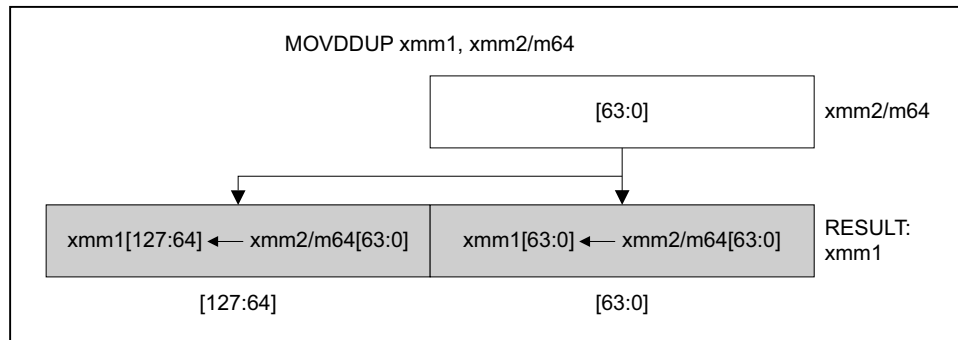 MOVDDUP xmm1, xmm2/m64
[63:0]
xmm2/m64
xmm1[127:64] ← xmm2/m64[63:0]
xmm1[63:0] ← xmm2/m64[63:0]
RESULT:
xmm1
[127:64]
[63:0]